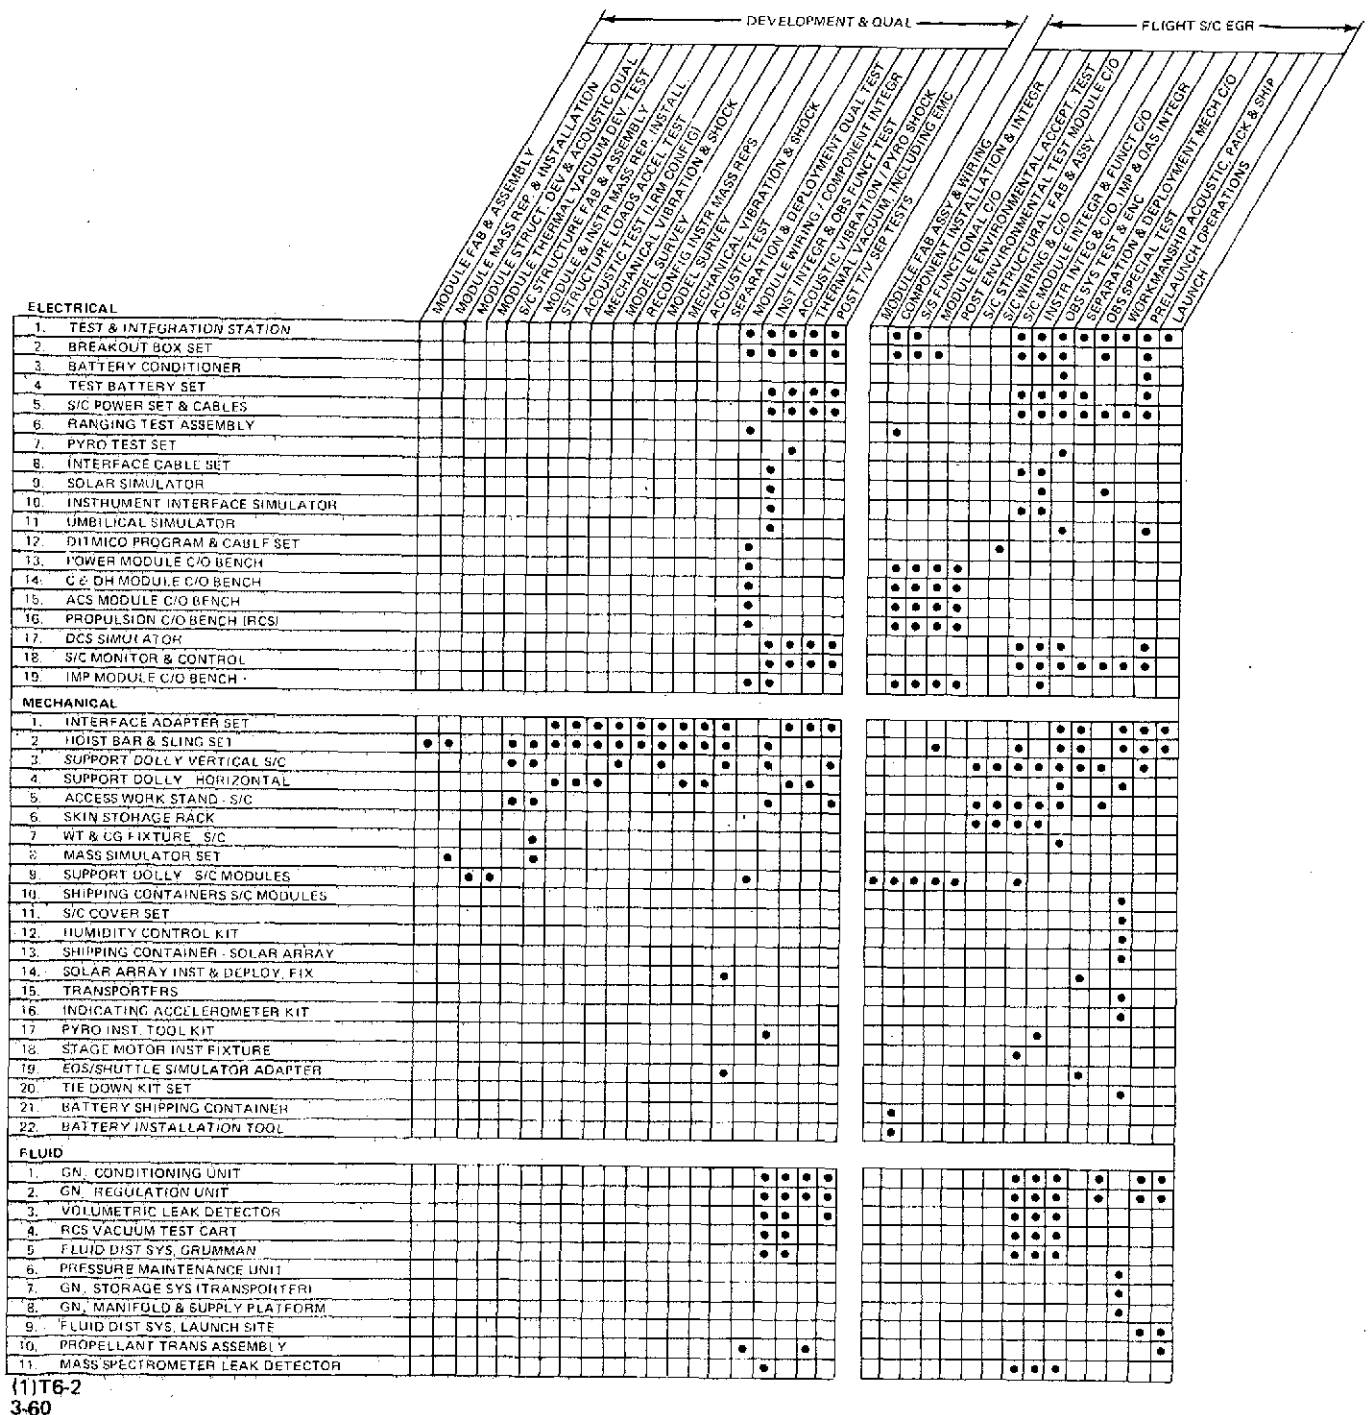 DEVELOPMENT & QUAL
FLIGHT S/C EGR
MODULE FAB & ASSEMBLY
MODULE MASS REP. & INSTALLATION
MODULE STRUCT. DEV & ACOUSTIC QUAL
MODULE THERMAL VACUUM DEV. TEST
S/C STRUCTURE FAB & ASSEMBLY
MODULE & INSTR MASS REP. INSTALL
STRUCTURE LOADS ACCEL TEST
ACOUSTIC TEST (LRM CONFIG)
MECHANICAL VIBRATION & SHOCK
MODEL SURVEY
RECONFIG INSTR MASS REPS
MODEL SURVEY
MECHANICAL VIBRATION & SHOCK
ACOUSTIC TEST
SEPARATION & DEPLOYMENT QUAL TEST
MODULE WIRING / COMPONENT INTEGR
INST INTEGR & OBS FUNCT TEST
ACOUSTIC VIBRATION / PYRO SHOCK
THERMAL VACUUM, INCLUDING EMC
POST T/V SEP TESTS
MODULE FAB ASSY & WIRING
COMPONENT INSTALLATION & INTEGR
S/S FUNCTIONAL C/O
MODULE ENVIRONMENTAL ACCEPT. TEST
POST ENVIRONMENTAL TEST MODULE C/O
S/C STRUCTURAL FAB & ASSY
S/C WIRING & C/O
S/C MODULE INTEGR & FUNCT C/O
INSTR INTEG & C/O, IMP & OAS INTEGR
OBS SYS TEST & ENC
SEPARATION & DEPLOYMENT MECH C/O
OBS SPECIAL TEST
WORKMANSHIP ACOUSTIC, PACK & SHIP
PRELAUNCH OPERATIONS
LAUNCH
ELECTRICAL
1. TEST & INTEGRATION STATION
2. BREAKOUT BOX SET
3. BATTERY CONDITIONER
4 TEST BATTERY SET
5. S/C POWER SET & CABLES
6. RANGING TEST ASSEMBLY
7. PYRO TEST SET
8. INTERFACE CABLE SET
9. SOLAR SIMULATOR
10. INSTHUMENT INTERFACE SIMULATOR
11 UMBILICAL SIMULATOR
12. DITMICO PROGRAM & CABLE SET
13. POWER MODULE C/O BENCH
14. C & DH MODULE C/O BENCH
15. ACS MODULE C/O BENCH
16. PROPULSION C/O BENCH (RCS)
17. DCS SIMULATOR
18. S/C MONITOR & CONTROL
19. IMP MODULE C/O BENCH
MECHANICAL
1. INTERFACE ADAPTER SET
2 HOIST BAR & SLING SET
3. SUPPORT DOLLY VERTICAL S/C
4. SUPPORT DOLLY HORIZONTAL
5. ACCESS WORK STAND - S/C
6. SKIN STORAGE RACK
7 WT & CG FIXTURE S/C
8 MASS SIMULATOR SET
9. SUPPORT DOLLY S/C MODULES
10. SHIPPING CONTAINERS S/C MODULES
11. S/C COVER SET
12. HUMIDITY CONTROL KIT
13. SHIPPING CONTAINER - SOLAR ARRAY
14. SOLAR ARRAY INST & DEPLOY, FIX
15. TRANSPORTERS
16. INDICATING ACCELEROMETER KIT
17 PYRO INST. TOOL KIT
18. STAGE MOTOR INST FIXTURE
19. EOS/SHUTTLE SIMULATOR ADAPTER
20. TIE DOWN KIT SET
21. BATTERY SHIPPING CONTAINER
22. BATTERY INSTALLATION TOOL
FLUID
1. GN2 CONDITIONING UNIT
2. GN2 REGULATION UNIT
3. VOLUMETRIC LEAK DETECTOR
4. RCS VACUUM TEST CART
5 FLUID DIST SYS, GRUMMAN
6. PRESSURE MAINTENANCE UNIT
7. GN2 STORAGE SYS (TRANSPORTER)
8. GN2 MANIFOLD & SUPPLY PLATFORM
9. FLUID DIST SYS, LAUNCH SITE
10. PROPELLANT TRANS ASSEMBLY
11. MASS SPECTROMETER LEAK DETECTOR
(1)T6-2
3-60